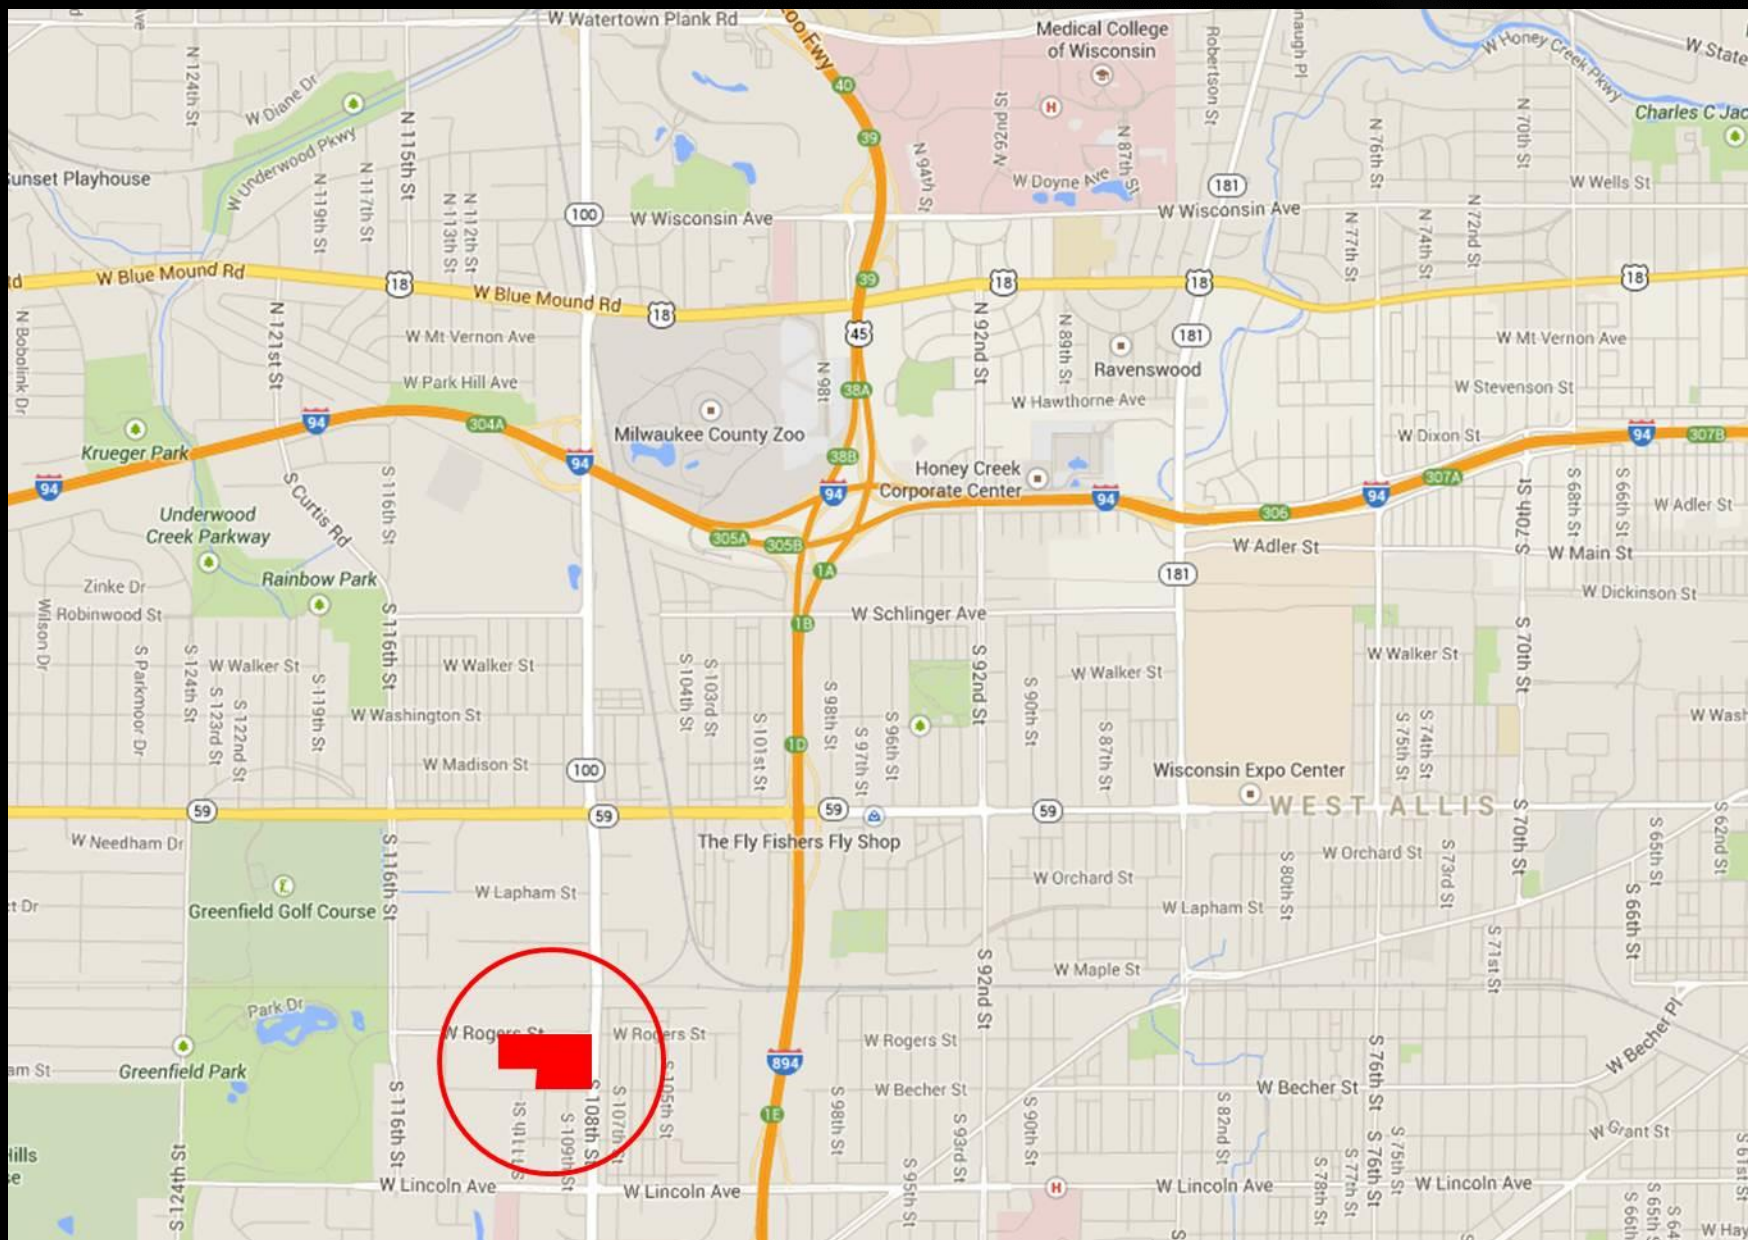 W Watertown Plank Rd
Medical College
of Wisconsin
W Honey Creek Pkwy
W State
N 124th St
W Diane Dr
N 115th St
W Underwood Pkwy
40
39
H
N 92nd St
N 94th St
N 87th St
Robertson St
naugh Pl
N 76th St
N 70th St
Charles C Jac
unset Playhouse
N 119th St
N 117th St
N 113th St
N 112th St
100
W Wisconsin Ave
W Doyne Ave
181
W Wisconsin Ave
W Wells St
N 77th St
N 74th St
N 72nd St
Rd
W Blue Mound Rd
18
W Blue Mound Rd
18
39
18
18
18
N Bobolink Dr
N 121st St
W Mt Vernon Ave
45
N 92nd St
N 89th St
181
Ravenswood
W Mt Vernon Ave
W Park Hill Ave
N 98t
38A
W Hawthorne Ave
W Stevenson St
94
304A
Krueger Park
94
94
Milwaukee County Zoo
38B
94
Honey Creek
Corporate Center
94
W Dixon St
94
307B
307A
94
S 116th St
S Curtis Rd
Underwood
Creek Parkway
305A
305B
306
S 70th St
S 68th St
S 66th St
W Adler St
W Adler St
W Main St
Zinke Dr
Rainbow Park
1A
181
W Dickinson St
Wilson Dr
Robinwood St
S 116th St
1B
W Schlinger Ave
S 70th St
S Parkmoor Dr
S 124th St
W Walker St
W Walker St
S 104th St
S 103rd St
S 92nd St
W Walker St
W Walker St
S 123rd St
S 122nd St
S 119th St
W Washington St
S 101st St
1D
S 98th St
S 97th St
S 96th St
S 90th St
S 87th St
S 75th St
S 74th St
W Wash
W Madison St
100
Wisconsin Expo Center
WEST ALLIS
59
59
59
59
S 70th St
S 62nd St
W Needham Dr
S 116th St
The Fly Fishers Fly Shop
W Orchard St
S 73rd St
S 65th St
Greenfield Golf Course
W Lapham St
W Orchard St
S 80th St
W Lapham St
S 66th St
ct Dr
S 92nd St
W Maple St
S 71st St
Park Dr
W Rogers St
W Rogers St
W Rogers St
W Becher Pl
am St
Greenfield Park
894
S 76th St
W Becher St
W Becher St
S 116th St
S 111th St
S 109th St
S 108th St
S 107th St
S 105th St
1E
S 98th St
S 93rd St
S 90th St
S 82nd St
S 76th St
S 75th St
W Grant St
Hills
se
S 124th St
W Lincoln Ave
W Lincoln Ave
S 95th St
H
W Lincoln Ave
S 78th St
S 77th St
W Lincoln Ave
S 66th
S 65th S
S 64
S 61st S
W Hay